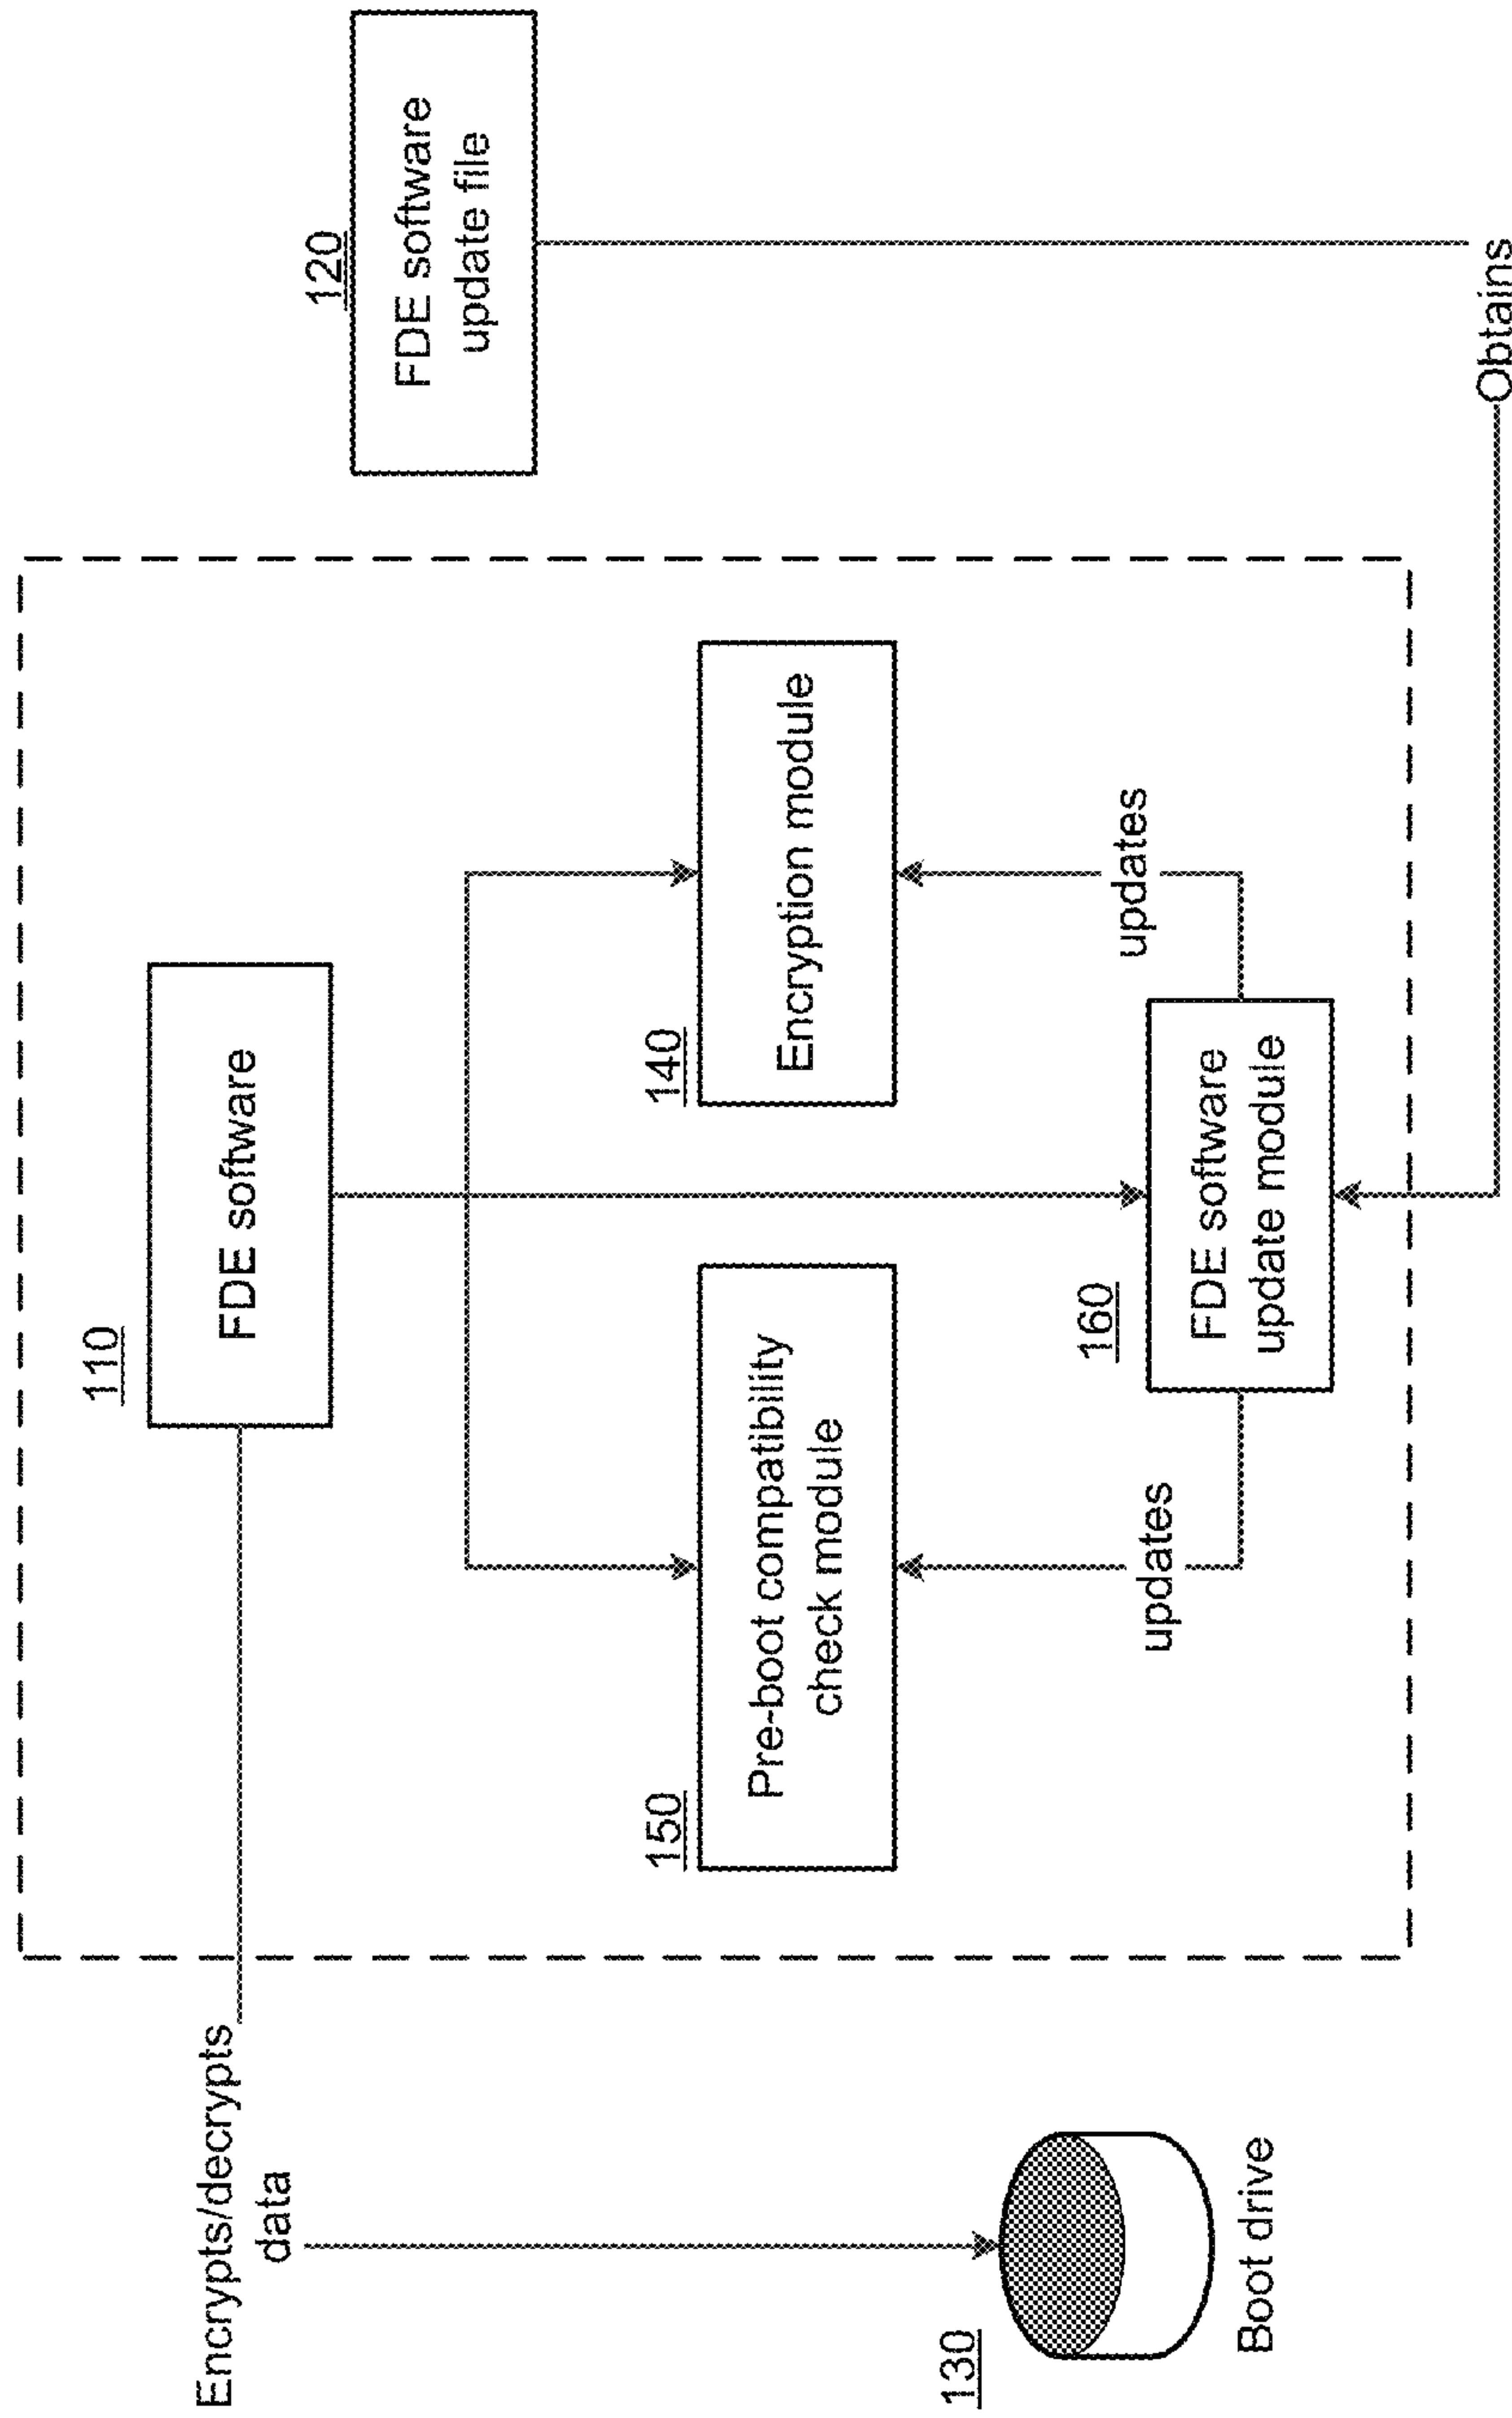 110
FDE software
120
FDE software
update file
Encrypts/decrypts
data
150
Pre-boot compatibility
check module
140
Encryption module
130
Boot drive
updates
updates
160
FDE software
update module
Obtains